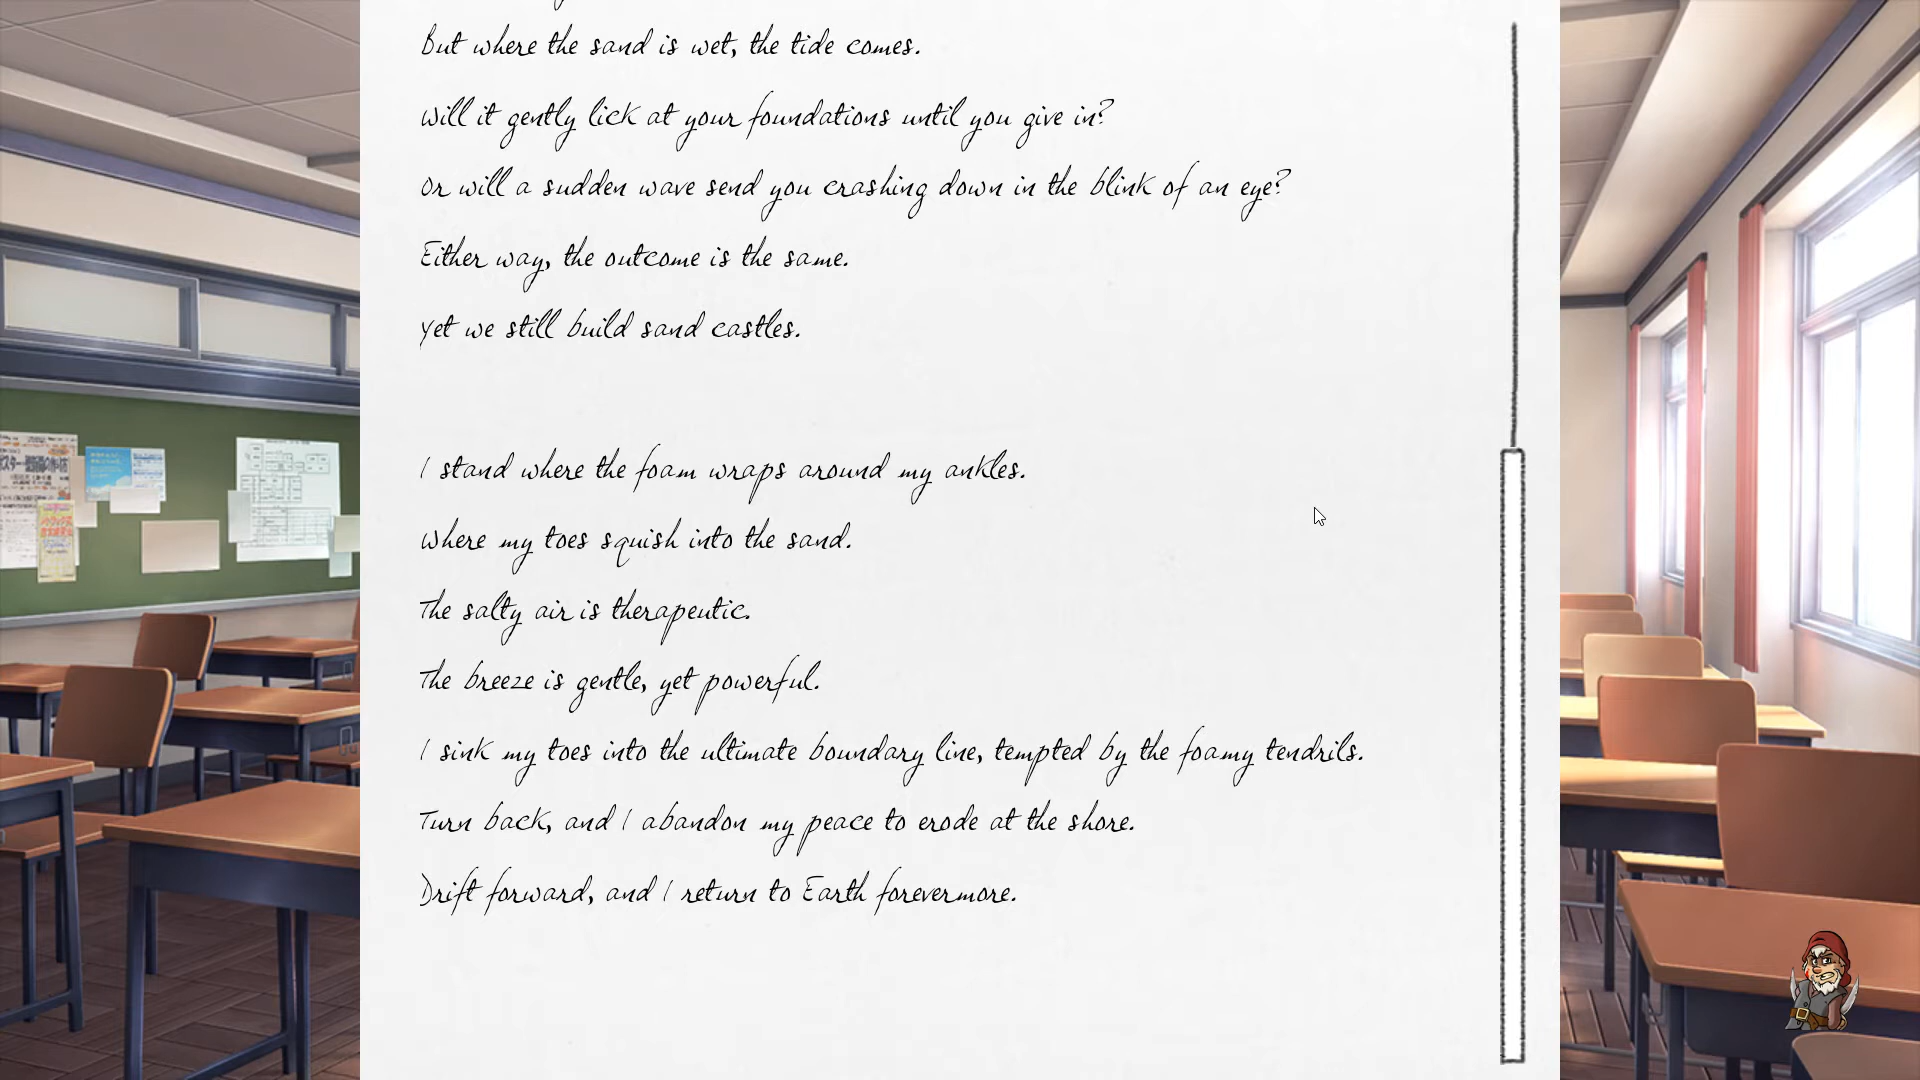 But where the sand is wet, the tide comes.
Will it gently lick at your foundations until you give in?
Or will a sudden wave send you crashing down in the blink of an eye?
Either way, the outcome is the same.
Yet we still build sand castles.
I stand where the foam wraps around my ankles.
Where my toes squish into the sand.
The salty air is therapeutic.
The breeze is gentle, yet powerful.
I sink my toes into the ultimate boundary line, tempted by the foamy tendrils.
Turn back, and I abandon my peace to erode at the shore.
Drift forward, and I return to Earth forevermore.